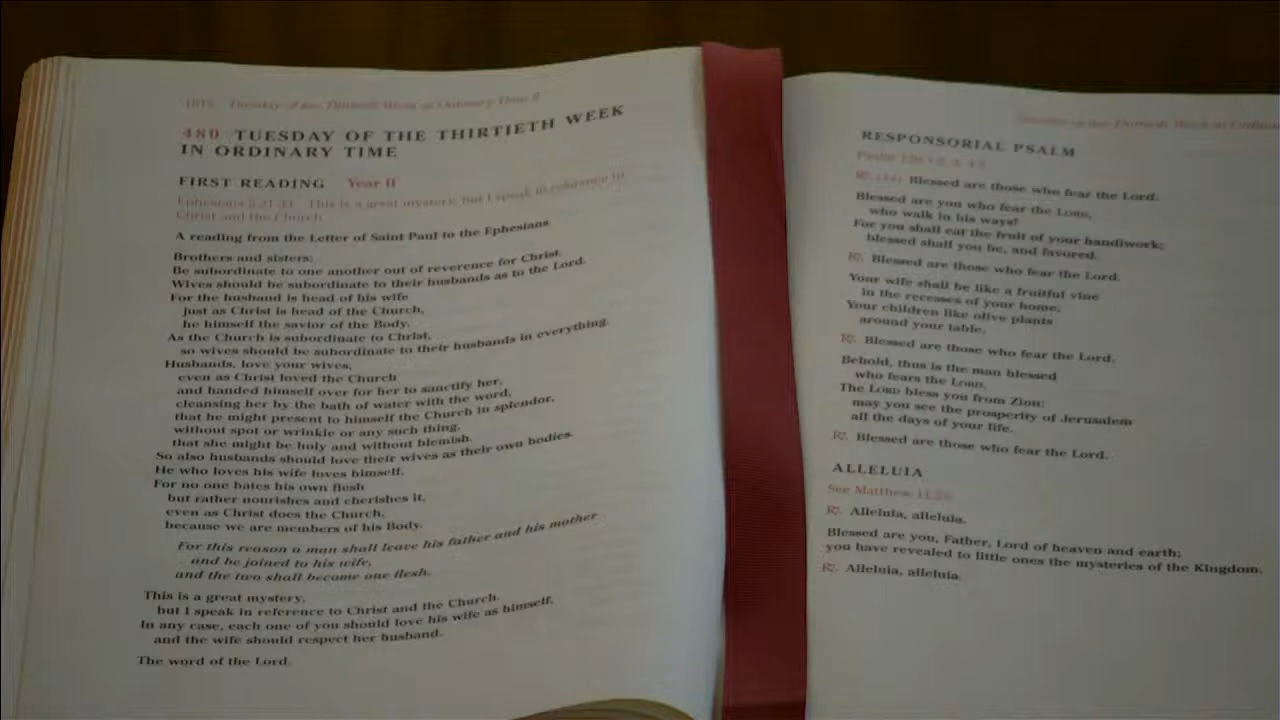 Tuesday of the Thirtieth Week in Ordinary Time II
480 TUESDAY OF THE THIRTIETH WEEK
IN ORDINARY TIME
FIRST READING Year II
Ephesians 5:21-33 This is a great mystery, but I speak in reference to
Christ and the Church
A reading from the Letter of Saint Paul to the Ephesians
Brothers and sisters:
Be subordinate to one another out of reverence for Christ.
Wives should be subordinate to their husbands as to the Lord.
For the husband is head of his wife
just as Christ is head of the Church,
he himself the savior of the Body.
As the Church is subordinate to Christ,
so wives should be subordinate to their husbands in everything.
Husbands, love your wives,
even as Christ loved the Church
and handed himself over for her to sanctify her,
cleansing her by the bath of water with the word,
that he might present to himself the Church in splendor,
without spot or wrinkle or any such thing,
that she might be holy and without blemish.
So also husbands should love their wives as their own bodies.
He who loves his wife loves himself.
For no one hates his own flesh
but rather nourishes and cherishes it,
even as Christ does the Church,
because we are members of his Body.
For this reason a man shall leave his father and his mother
and be joined to his wife,
and the two shall become one flesh.
This is a great mystery,
but I speak in reference to Christ and the Church.
In any case, each one of you should love his wife as himself,
and the wife should respect her husband.
The word of the Lord.
Tuesday of the Thirtieth Week in Ordinary
RESPONSORIAL PSALM
Psalm
℟. Blessed are those who fear the Lord.
Blessed are you who fear the LORD,
who walk in his ways!
For you shall eat the fruit of your handiwork;
blessed shall you be, and favored.
℟. Blessed are those who fear the Lord.
Your wife shall be like a fruitful vine
in the recesses of your home,
Your children like olive plants
around your table.
℟. Blessed are those who fear the Lord.
Behold, thus is the man blessed
who fears the LORD.
The LORD bless you from Zion:
may you see the prosperity of Jerusalem
all the days of your life.
℟. Blessed are those who fear the Lord.
ALLELUIA
See Matthew 11:25
℟. Alleluia, alleluia.
Blessed are you, Father, Lord of heaven and earth;
you have revealed to little ones the mysteries of the Kingdom.
℟. Alleluia, alleluia.